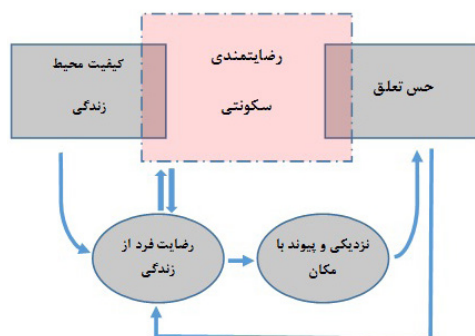 کیفیت محیط
زندگی
رضایتمندی
سکونتی
حس تعلق
رضایت فرد از
زندگی
نزدیکی و پیوند با
مکان